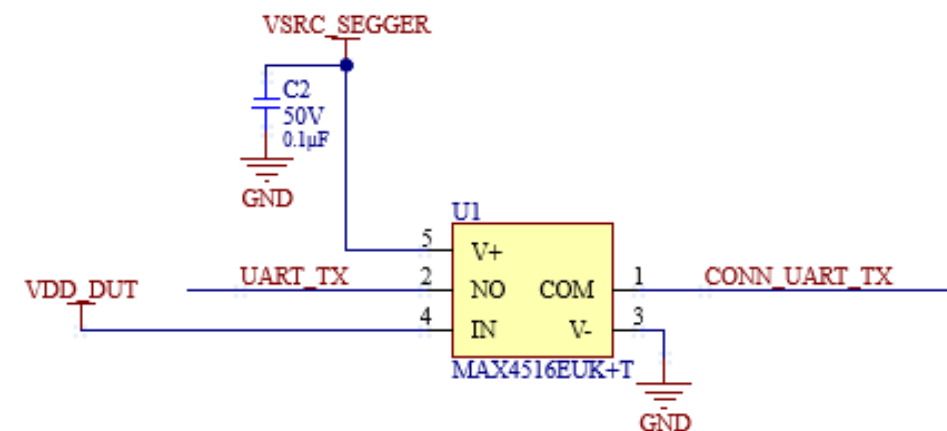 VSRC_SEGGER
C2
50V
0.1µF
GND
U1
5
V+
UART_TX
2
NO
COM
1
CONN_UART_TX
VDD_DUT
4
IN
V-
3
MAX4516EUK+T
GND